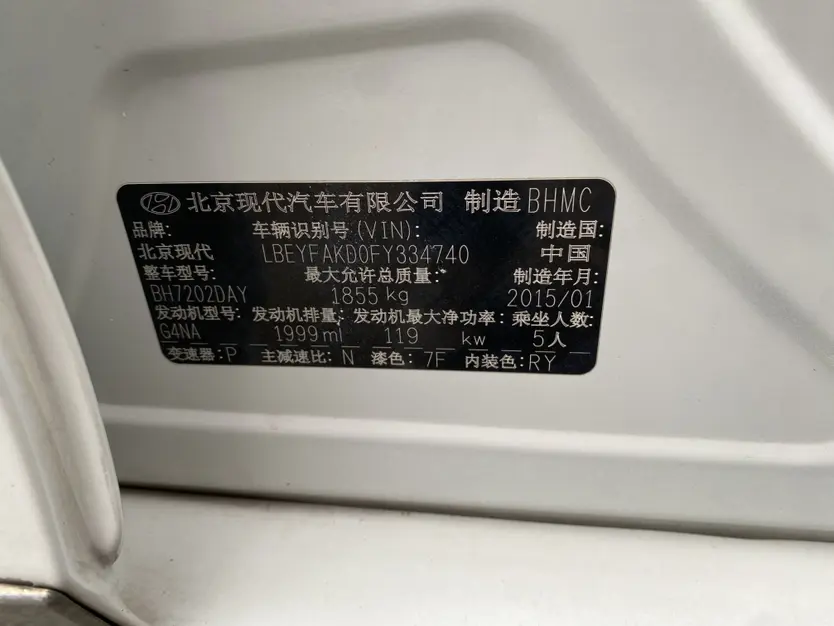 北京现代汽车有限公司 制造 BHMC
品牌: 车辆识别号(VIN): 制造国:
北京现代 LBEYFAKD0FY334740 中国
整车型号: 最大允许总质量: 制造年月:
BH7202DAY 1855kg 2015/01
发动机型号: 发动机排量: 发动机最大净功率: 乘坐人数:
G4NA 1999ml 119 kw 5人
变速器:P 主减速比:N 漆色:7F 内装色:RY